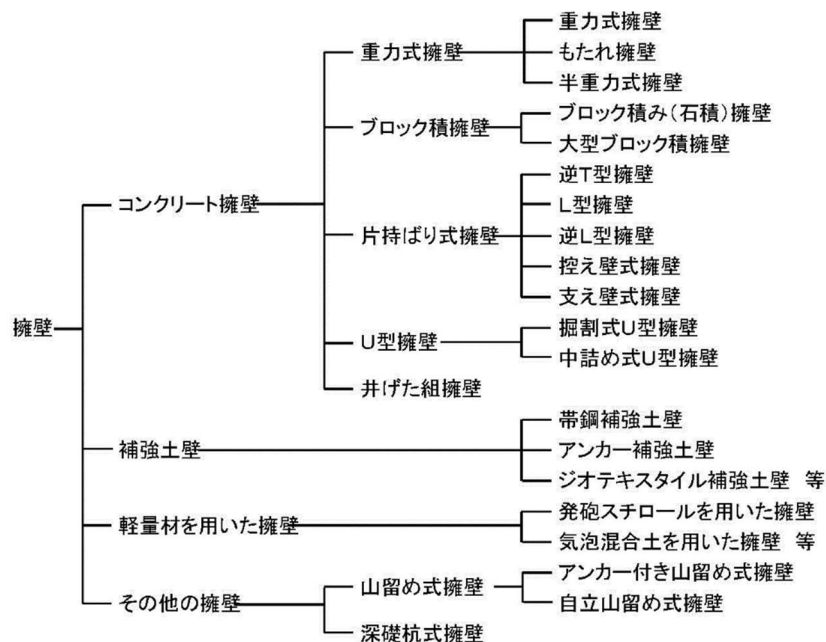 擁壁
コンクリート擁壁
重力式擁壁
重力式擁壁
もたれ擁壁
半重力式擁壁
ブロック積擁壁
ブロック積み（石積）擁壁
大型ブロック積擁壁
片持ばり式擁壁
逆T型擁壁
L型擁壁
逆L型擁壁
控え壁式擁壁
支え壁式擁壁
U型擁壁
掘割式U型擁壁
中詰め式U型擁壁
井げた組擁壁
補強土壁
帯鋼補強土壁
アンカー補強土壁
ジオテキスタイル補強土壁 等
軽量材を用いた擁壁
発砲スチロールを用いた擁壁
気泡混合土を用いた擁壁 等
その他の擁壁
山留め式擁壁
アンカー付き山留め式擁壁
自立山留め式擁壁
深礎杭式擁壁